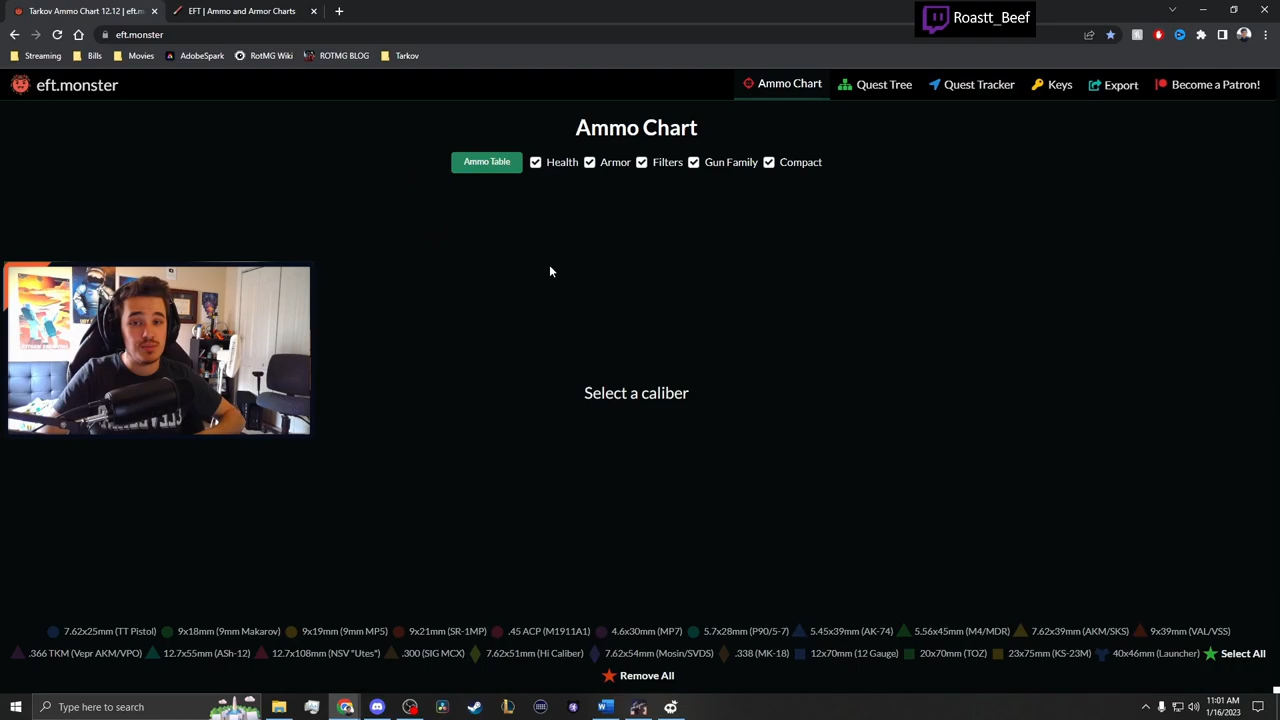 Tarkov Ammo Chart 12.12 | eft.m
EFT | Ammo and Armor Charts
Roastt_Beef
eft.monster
Streaming
Bills
Movies
AdobeSpark
RotMG Wiki
ROTMG BLOG
Tarkov
eft.monster
Ammo Chart
Quest Tree
Quest Tracker
Keys
Export
Become a Patron!
Ammo Chart
Ammo Table
Health
Armor
Filters
Gun Family
Compact
Select a caliber
7.62x25mm (TT Pistol)
9x18mm (9mm Makarov)
9x19mm (9mm MP5)
9x21mm (SR-1MP)
.45 ACP (M1911A1)
4.6x30mm (MP7)
5.7x28mm (P90/5-7)
5.45x39mm (AK-74)
5.56x45mm (M4/MDR)
7.62x39mm (AKM/SKS)
9x39mm (VAL/VSS)
.366 TKM (Vepr AKM/VPO)
12.7x55mm (ASh-12)
12.7x108mm (NSV "Utes")
.300 (SIG MCX)
7.62x51mm (Hi Caliber)
7.62x54mm (Mosin/SVDS)
.338 (MK-18)
12x70mm (12 Gauge)
20x70mm (TOZ)
23x75mm (KS-23M)
40x46mm (Launcher)
Select All
Remove All
Type here to search
11:01 AM
1/16/2023